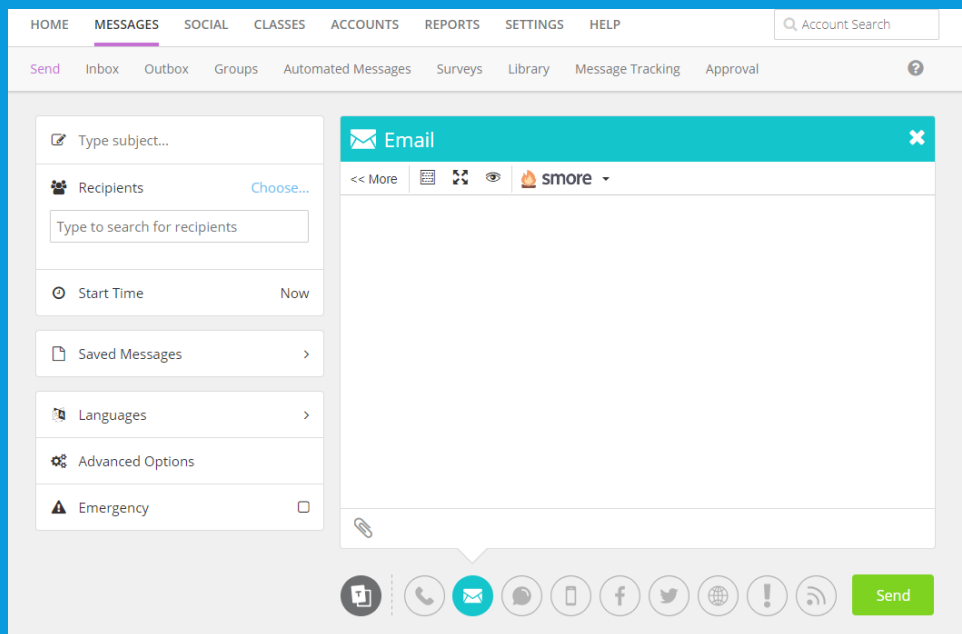 HOME MESSAGES SOCIAL CLASSES ACCOUNTS REPORTS SETTINGS HELP Account Search
Send Inbox Outbox Groups Automated Messages Surveys Library Message Tracking Approval
Type subject...
Recipients Choose...
Type to search for recipients
Start Time Now
Saved Messages
Languages
Advanced Options
Emergency
Email
<< More smore
Send